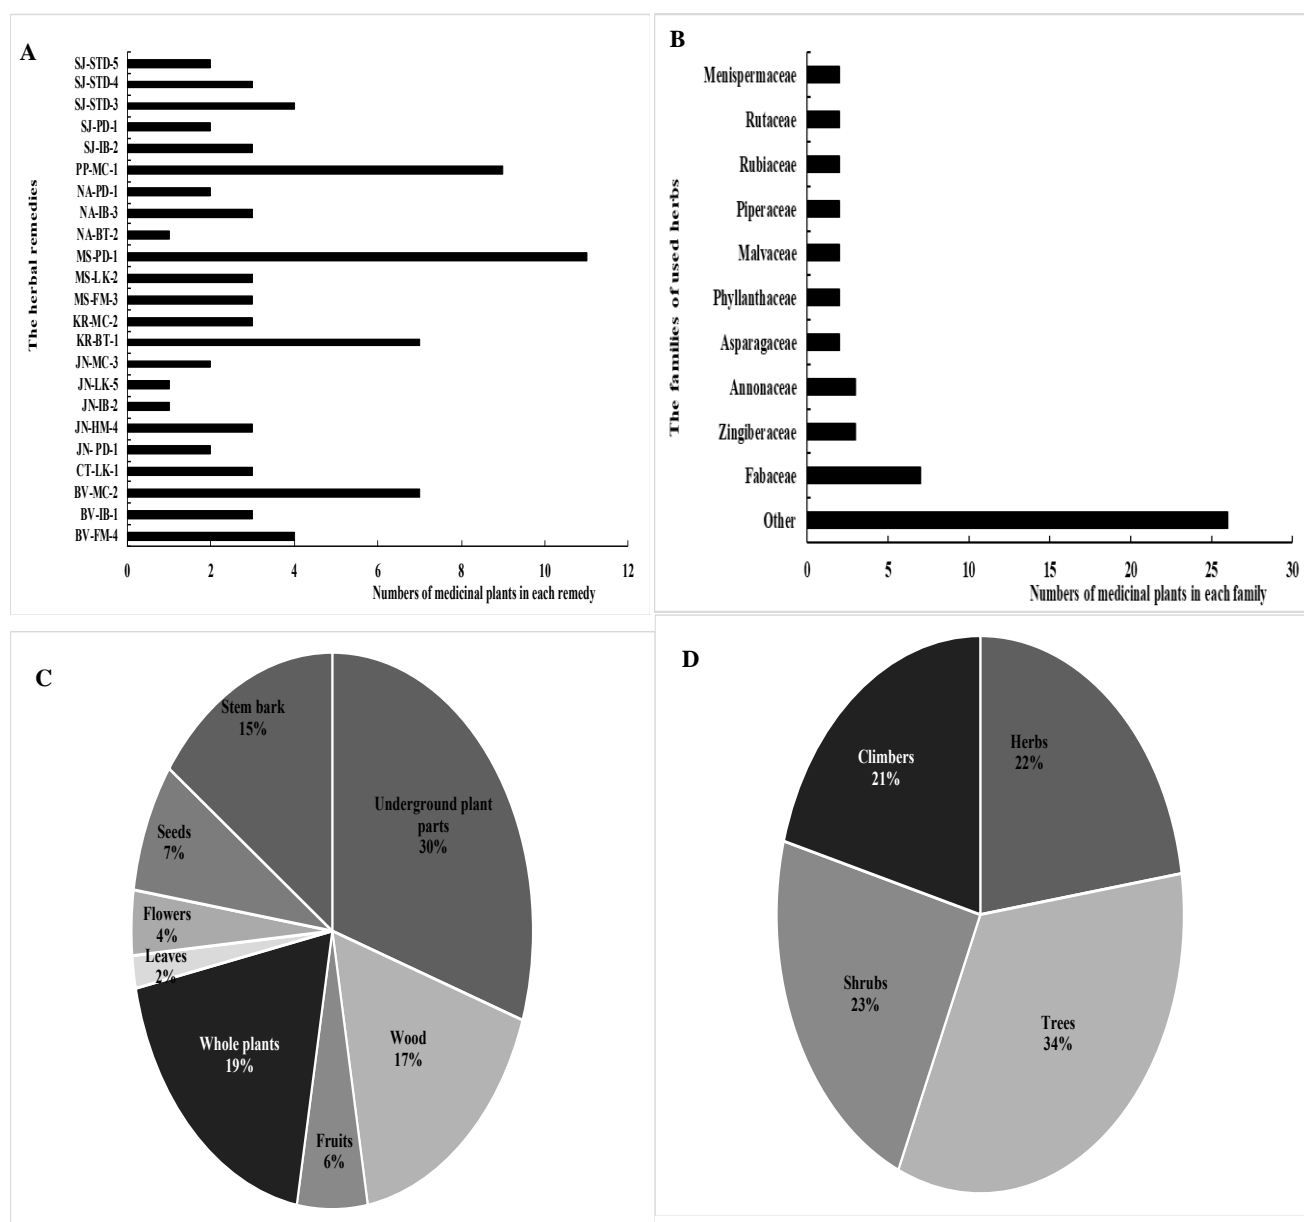 A
The herbal remedies
SJ-STD-5
SJ-STD-4
SJ-STD-3
SJ-PD-1
SJ-IB-2
PP-MC-1
NA-PD-1
NA-IB-3
NA-BT-2
MS-PD-1
MS-LK-2
MS-FM-3
KR-MC-2
KR-BT-1
JN-MC-3
JN-LK-5
JN-IB-2
JN-HM-4
JN- PD-1
CT-LK-1
BV-MC-2
BV-IB-1
BV-FM-4
0 2 4 6 8 10 12
Numbers of medicinal plants in each remedy
B
The families of used herbs
Menispermaceae
Rutaceae
Rubiaceae
Piperaceae
Malvaceae
Phyllanthaceae
Asparagaceae
Annonaceae
Zingiberaceae
Fabaceae
Other
0 5 10 15 20 25 30
Numbers of medicinal plants in each family
C
Stem bark
15%
Underground plant
parts
30%
Seeds
7%
Flowers
4%
Leaves
2%
Wood
17%
Whole plants
19%
Fruits
6%
D
Herbs
22%
Climbers
21%
Shrubs
23%
Trees
34%